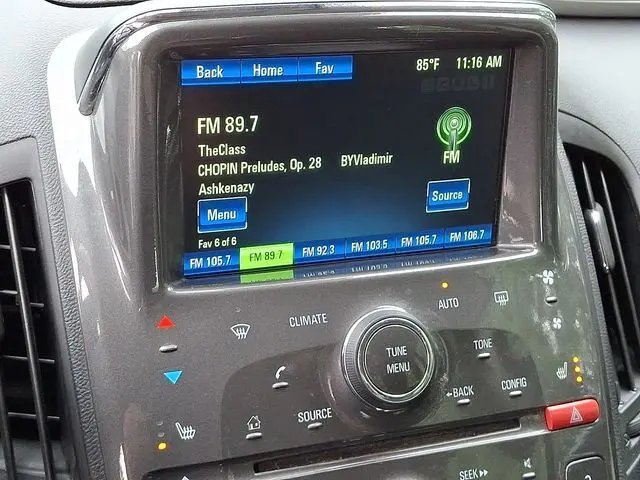 Back Home Fav 85°F 11:16 AM
FM 89.7
TheClass
CHOPIN Preludes, Op. 28 BYVladimir
Ashkenazy
FM
Menu
Source
Fav 6 of 6
FM 105.7 FM 89.7 FM 92.3 FM 103.5 FM 105.7 FM 106.7
AUTO
CLIMATE
TUNE
MENU
TONE
BACK
CONFIG
SOURCE
SEEK